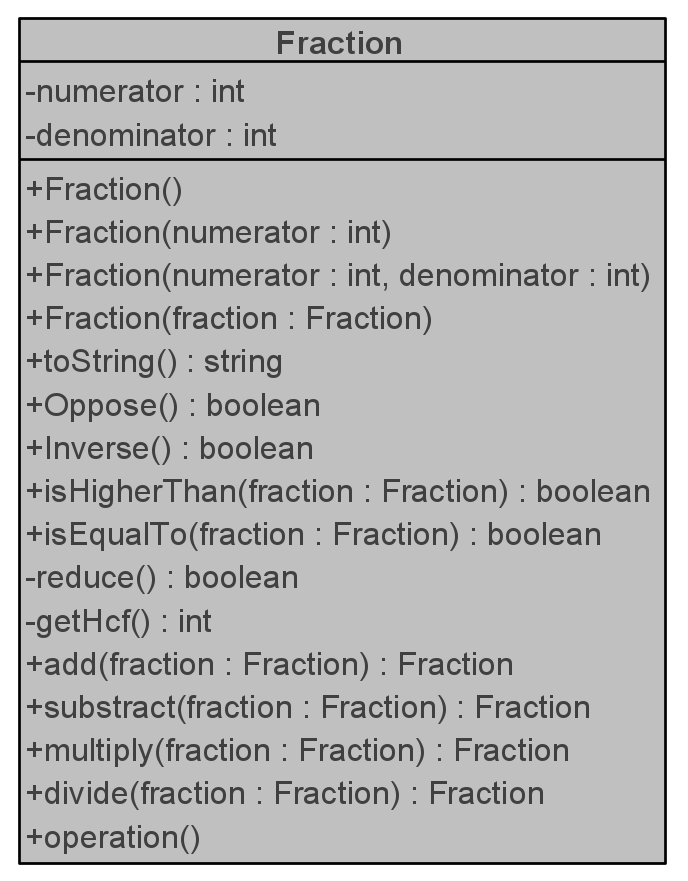 Fraction
-numerator : int
-denominator : int
+Fraction()
+Fraction(numerator : int)
+Fraction(numerator : int, denominator : int)
+Fraction(fraction : Fraction)
+toString() : string
+Oppose() : boolean
+Inverse() : boolean
+isHigherThan(fraction : Fraction) : boolean
+isEqualTo(fraction : Fraction) : boolean
-reduce() : boolean
-getHcf() : int
+add(fraction : Fraction) : Fraction
+substract(fraction : Fraction) : Fraction
+multiply(fraction : Fraction) : Fraction
+divide(fraction : Fraction) : Fraction
+operation()